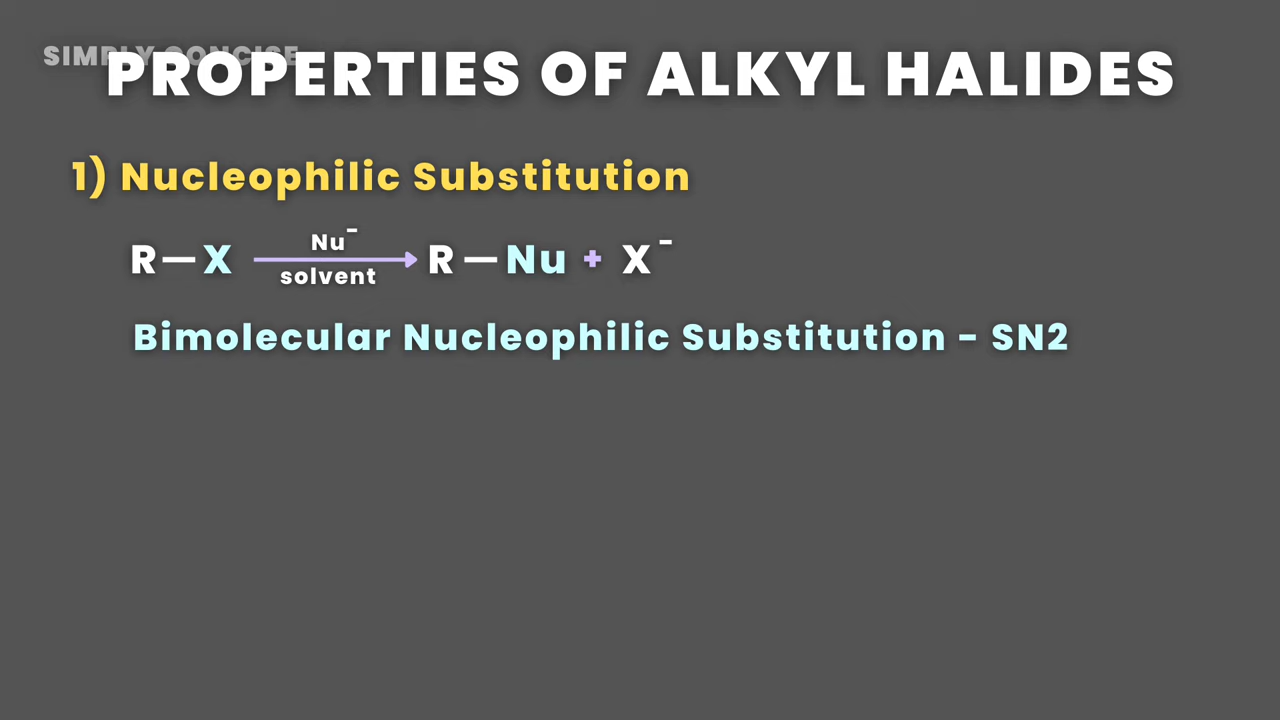 SIMPLY CONCISE
PROPERTIES OF ALKYL HALIDES
1) Nucleophilic Substitution
Nu⁻
R—X → R—Nu + X⁻
solvent
Bimolecular Nucleophilic Substitution - SN2